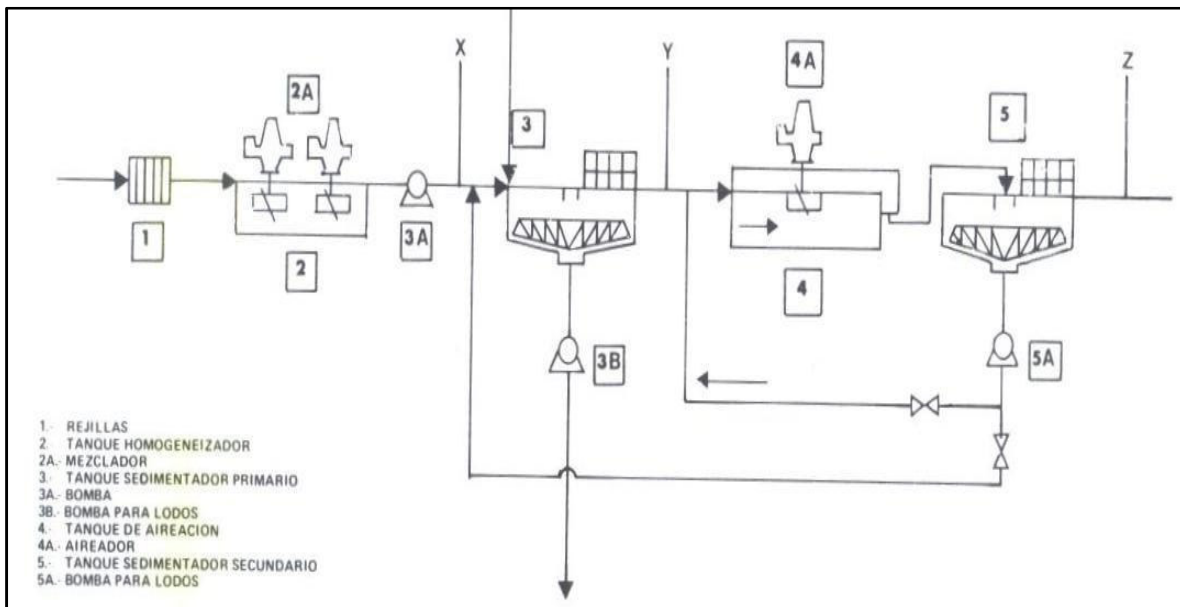 X
Y
4A
Z
2A
3
5
1
3A
2
4
3B
5A
1.- REJILLAS
2. TANQUE HOMOGENEIZADOR
2A.- MEZCLADOR
3.- TANQUE SEDIMENTADOR PRIMARIO
3A.- BOMBA
3B.- BOMBA PARA LODOS
4.- TANQUE DE AIREACION
4A.- AIREADOR
5.- TANQUE SEDIMENTADOR SECUNDARIO
5A.- BOMBA PARA LODOS